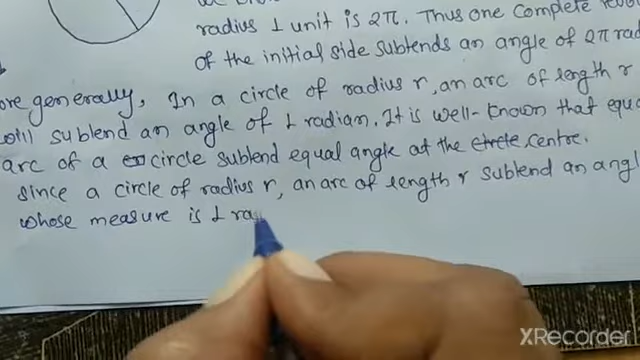 radius 1 unit is 2π. Thus one complete
of the initial side subtends an angle of 2π rad
ore generally, In a circle of radius r, an arc of length r
will subtend an angle of 1 radian. It is well-known that equ
arc of a circle subtend equal angle at the centre.
since a circle of radius r, an arc of length r subtend an angl
whose measure is 1 ra
XRecorder